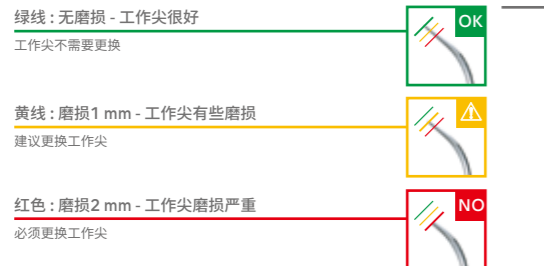 绿线 : 无磨损 - 工作尖很好
OK
工作尖不需要更换
黄线 : 磨损1 mm - 工作尖有些磨损
建议更换工作尖
红色 : 磨损2 mm - 工作尖磨损严重
NO
必须更换工作尖